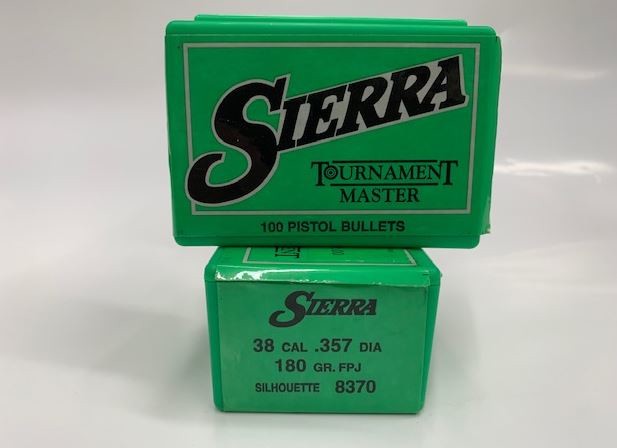 SIERRA
TOURNAMENT
MASTER
100 PISTOL BULLETS
SIERRA
38 CAL .357 DIA
180 GR. FPJ
SILHOUETTE 8370